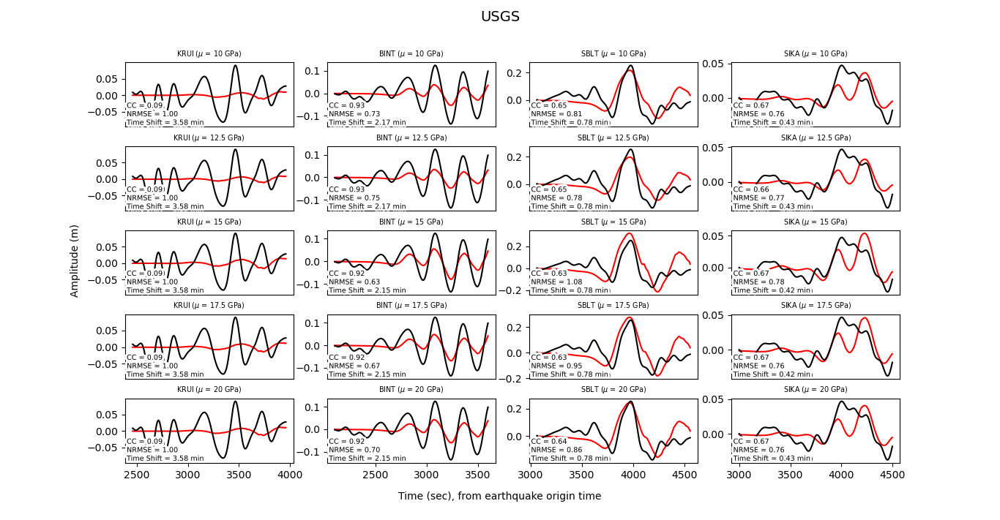 USGS
KRUI (μ = 10 GPa)
BINT (μ = 10 GPa)
SBLT (μ = 10 GPa)
SIKA (μ = 10 GPa)
0.05
0.00
−0.05
CC = 0.09
NRMSE = 1.00
Time Shift = 3.58 min
0.1
0.0
−0.1
CC = 0.93
NRMSE = 0.73
Time Shift = 2.17 min
0.2
0.0
CC = 0.65
NRMSE = 0.81
Time Shift = 0.78 min
0.05
0.00
CC = 0.67
NRMSE = 0.76
Time Shift = 0.43 min
KRUI (μ = 12.5 GPa)
BINT (μ = 12.5 GPa)
SBLT (μ = 12.5 GPa)
SIKA (μ = 12.5 GPa)
0.05
0.00
−0.05
CC = 0.09
NRMSE = 1.00
Time Shift = 3.58 min
0.1
0.0
−0.1
CC = 0.93
NRMSE = 0.75
Time Shift = 2.17 min
0.2
0.0
CC = 0.65
NRMSE = 0.78
Time Shift = 0.78 min
0.05
0.00
CC = 0.66
NRMSE = 0.77
Time Shift = 0.43 min
KRUI (μ = 15 GPa)
BINT (μ = 15 GPa)
SBLT (μ = 15 GPa)
SIKA (μ = 15 GPa)
0.05
0.00
−0.05
CC = 0.09
NRMSE = 1.00
Time Shift = 3.58 min
0.1
0.0
−0.1
CC = 0.92
NRMSE = 0.63
Time Shift = 2.15 min
0.2
0.0
−0.2
CC = 0.63
NRMSE = 1.08
Time Shift = 0.78 min
0.05
0.00
CC = 0.67
NRMSE = 0.78
Time Shift = 0.42 min
KRUI (μ = 17.5 GPa)
BINT (μ = 17.5 GPa)
SBLT (μ = 17.5 GPa)
SIKA (μ = 17.5 GPa)
0.05
0.00
−0.05
CC = 0.09
NRMSE = 1.00
Time Shift = 3.58 min
0.1
0.0
−0.1
CC = 0.92
NRMSE = 0.67
Time Shift = 2.15 min
0.2
0.0
−0.2
CC = 0.63
NRMSE = 0.95
Time Shift = 0.78 min
0.05
0.00
CC = 0.67
NRMSE = 0.76
Time Shift = 0.42 min
KRUI (μ = 20 GPa)
BINT (μ = 20 GPa)
SBLT (μ = 20 GPa)
SIKA (μ = 20 GPa)
0.05
0.00
−0.05
CC = 0.09
NRMSE = 1.00
Time Shift = 3.58 min
0.1
0.0
−0.1
CC = 0.92
NRMSE = 0.70
Time Shift = 2.15 min
0.2
0.0
CC = 0.64
NRMSE = 0.86
Time Shift = 0.78 min
0.05
0.00
CC = 0.67
NRMSE = 0.76
Time Shift = 0.43 min
2500 3000 3500 4000
2500 3000 3500
3000 4000
3000 3500 4000 4500
Amplitude (m)
Time (sec), from earthquake origin time